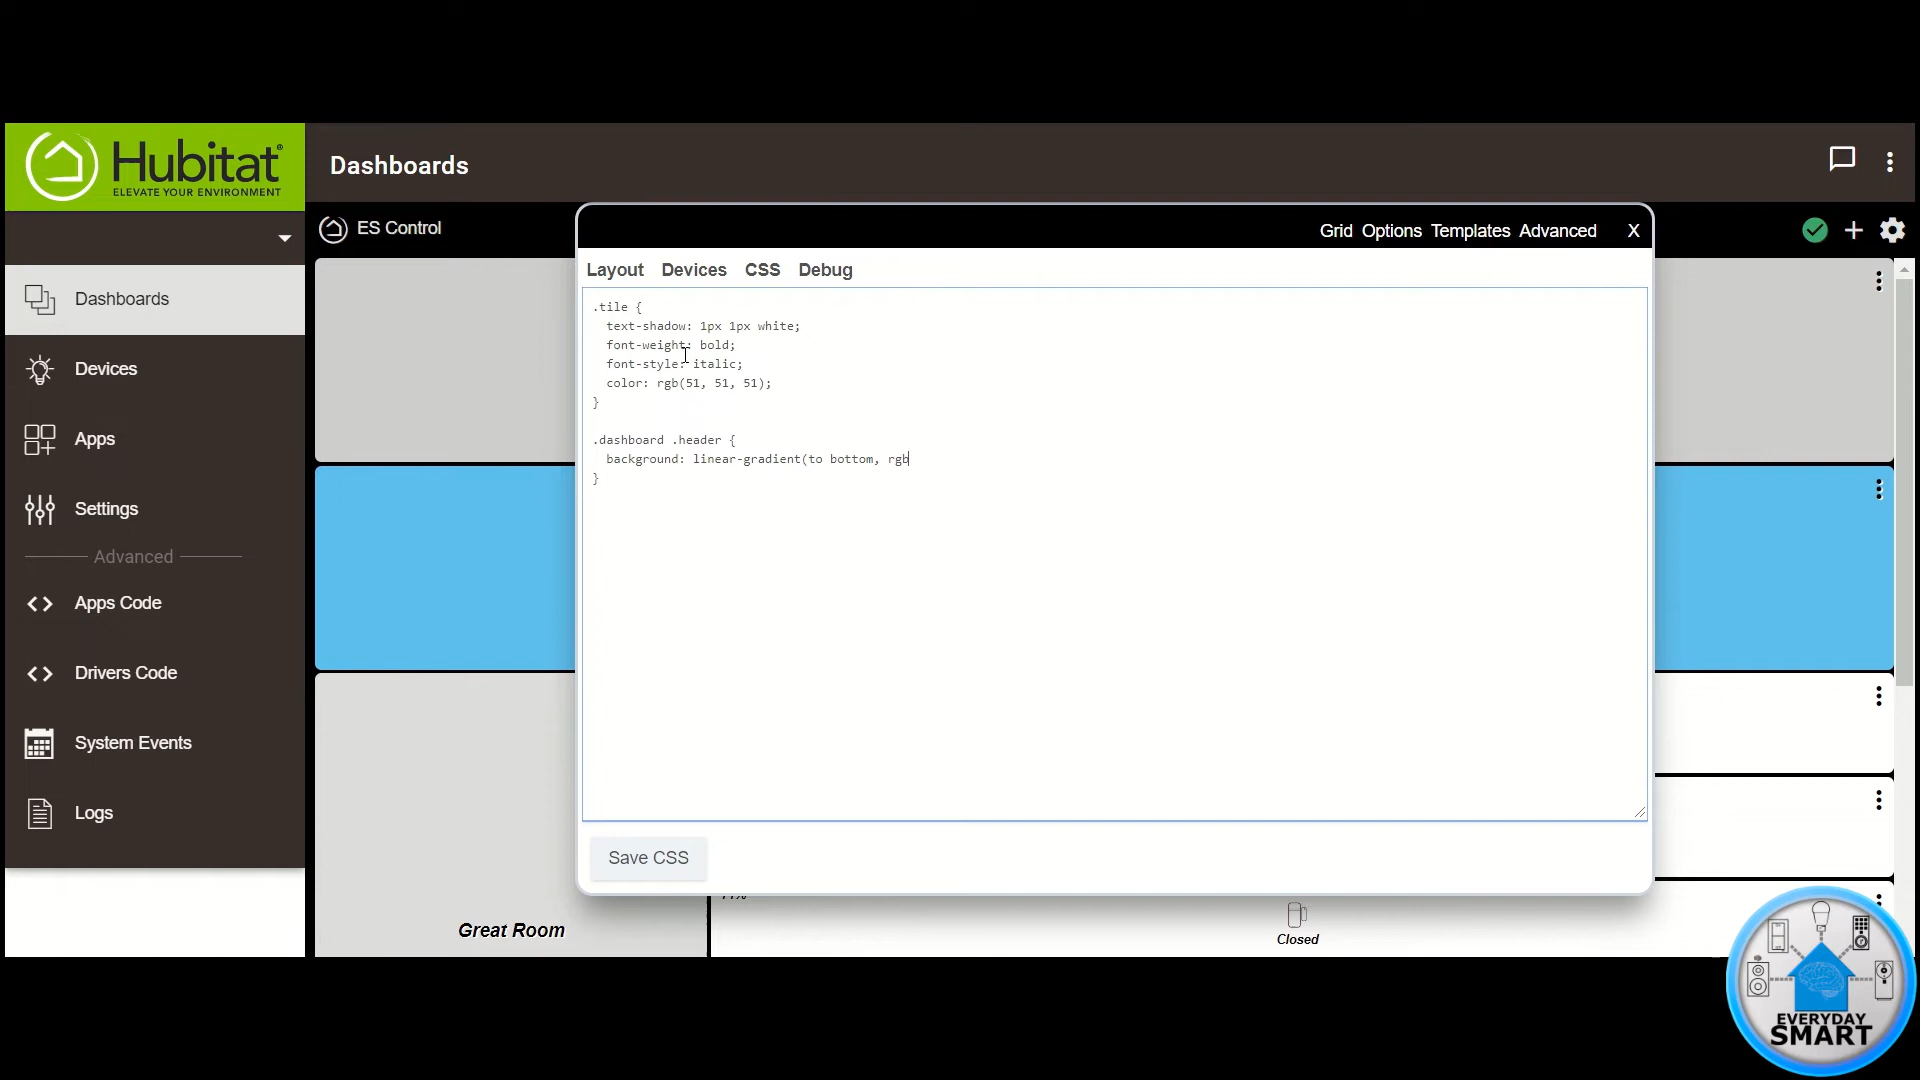 Hubitat®
ELEVATE YOUR ENVIRONMENT
Dashboards
ES Control
Grid Options Templates Advanced X
Dashboards
Devices
Apps
Settings
Advanced
Apps Code
Drivers Code
System Events
Logs
Layout Devices CSS Debug
.tile {
text-shadow: 1px 1px white;
font-weight: bold;
font-style: italic;
color: rgb(51, 51, 51);
}
.dashboard .header {
background: linear-gradient(to bottom, rgb
}
Save CSS
Great Room
Closed
EVERYDAY
SMART